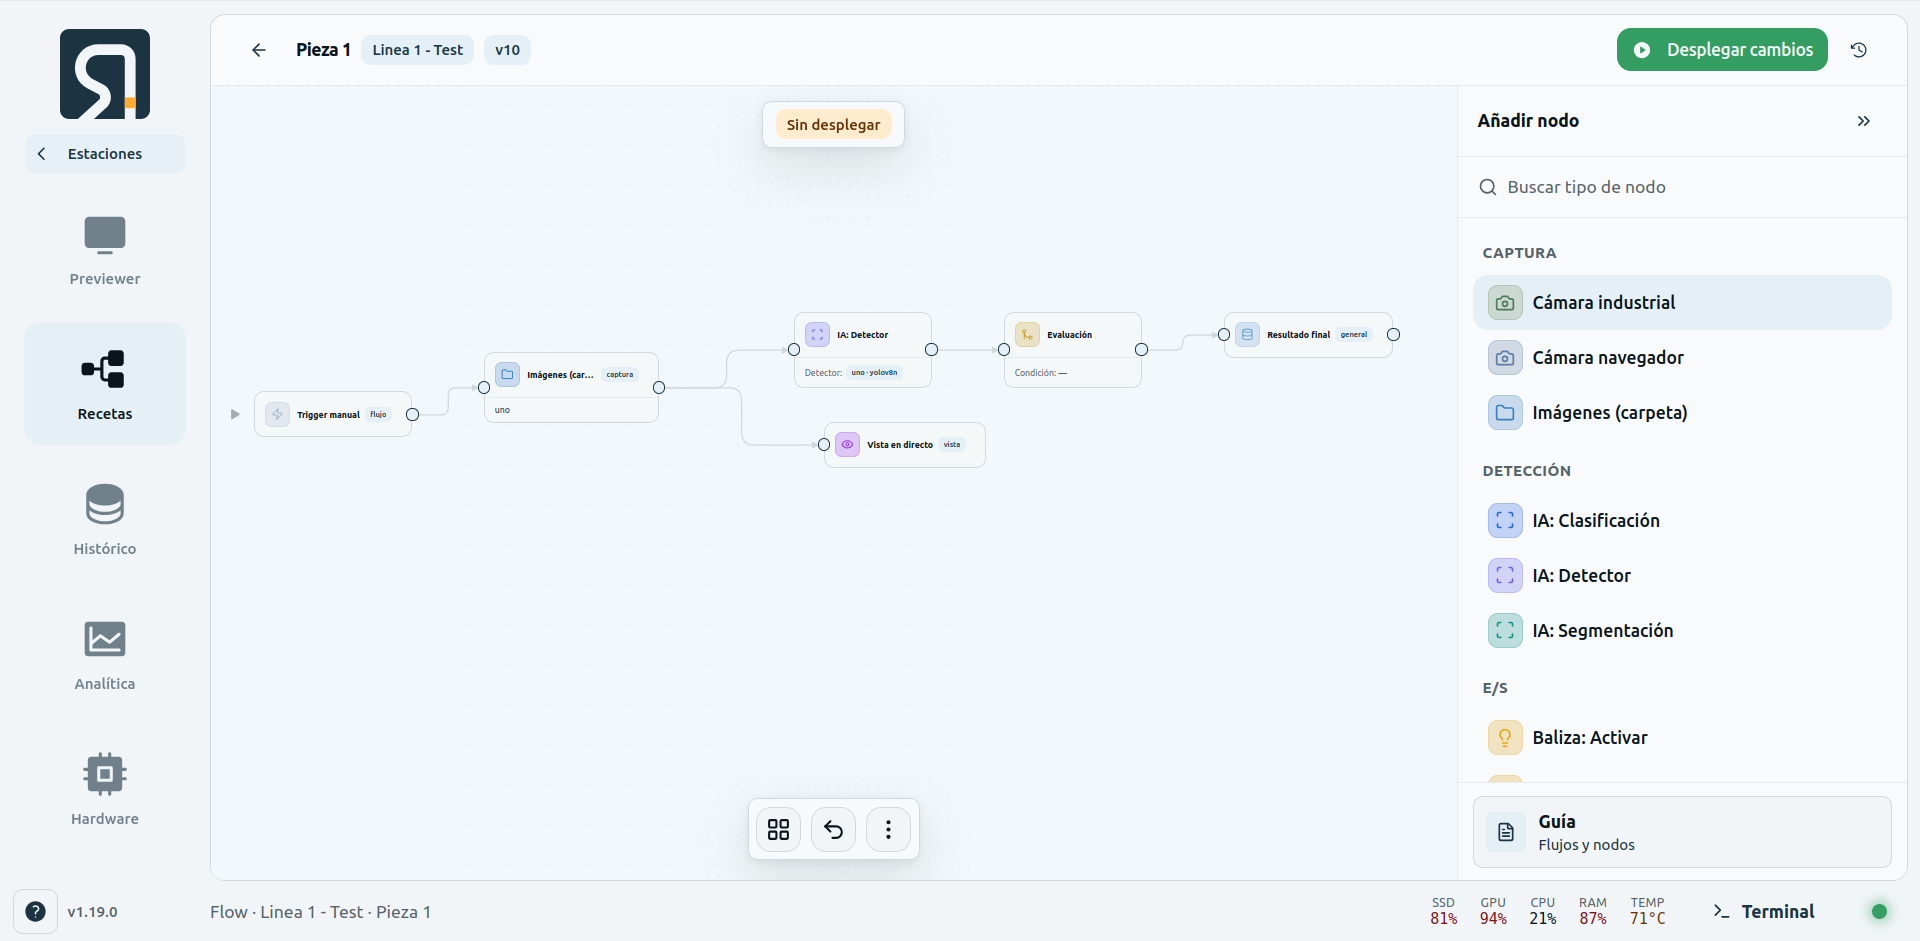 Pieza 1
Linea 1 - Test
v10
Desplegar cambios
Estaciones
Previewer
Recetas
Histórico
Analítica
Hardware
Sin desplegar
Trigger manual
flujo
Imágenes (car...
captura
uno
IA: Detector
Detector:
uno · yolov8n
Evaluación
Condición: —
Resultado final
general
Vista en directo
vista
Añadir nodo
Buscar tipo de nodo
CAPTURA
Cámara industrial
Cámara navegador
Imágenes (carpeta)
DETECCIÓN
IA: Clasificación
IA: Detector
IA: Segmentación
E/S
Baliza: Activar
Guía
Flujos y nodos
v1.19.0
Flow · Linea 1 - Test · Pieza 1
SSD
81%
GPU
94%
CPU
21%
RAM
87%
TEMP
71°C
Terminal